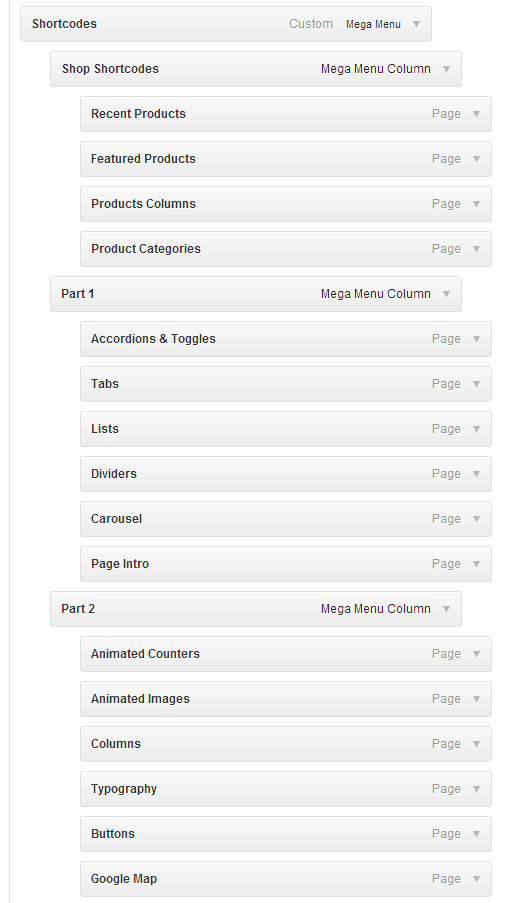 Shortcodes Custom Mega Menu
Shop Shortcodes Mega Menu Column
Recent Products Page
Featured Products Page
Products Columns Page
Product Categories Page
Part 1 Mega Menu Column
Accordions & Toggles Page
Tabs Page
Lists Page
Dividers Page
Carousel Page
Page Intro Page
Part 2 Mega Menu Column
Animated Counters Page
Animated Images Page
Columns Page
Typography Page
Buttons Page
Google Map Page